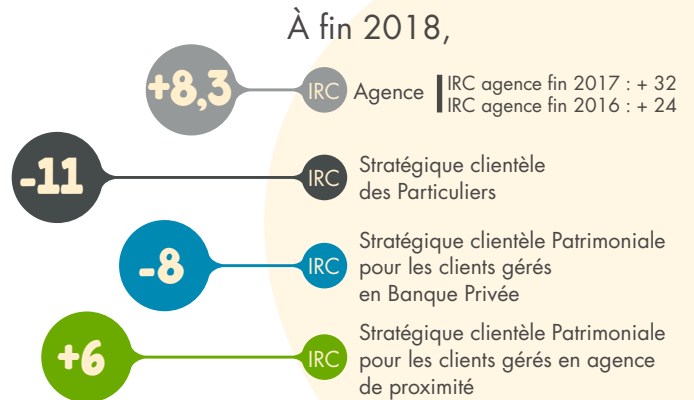 À fin 2018,
+8,3 IRC Agence IRC agence fin 2017 : + 32
IRC agence fin 2016 : + 24
-11 IRC Stratégique clientèle
des Particuliers
-8 IRC Stratégique clientèle Patrimoniale
pour les clients gérés
en Banque Privée
+6 IRC Stratégique clientèle Patrimoniale
pour les clients gérés en agence
de proximité